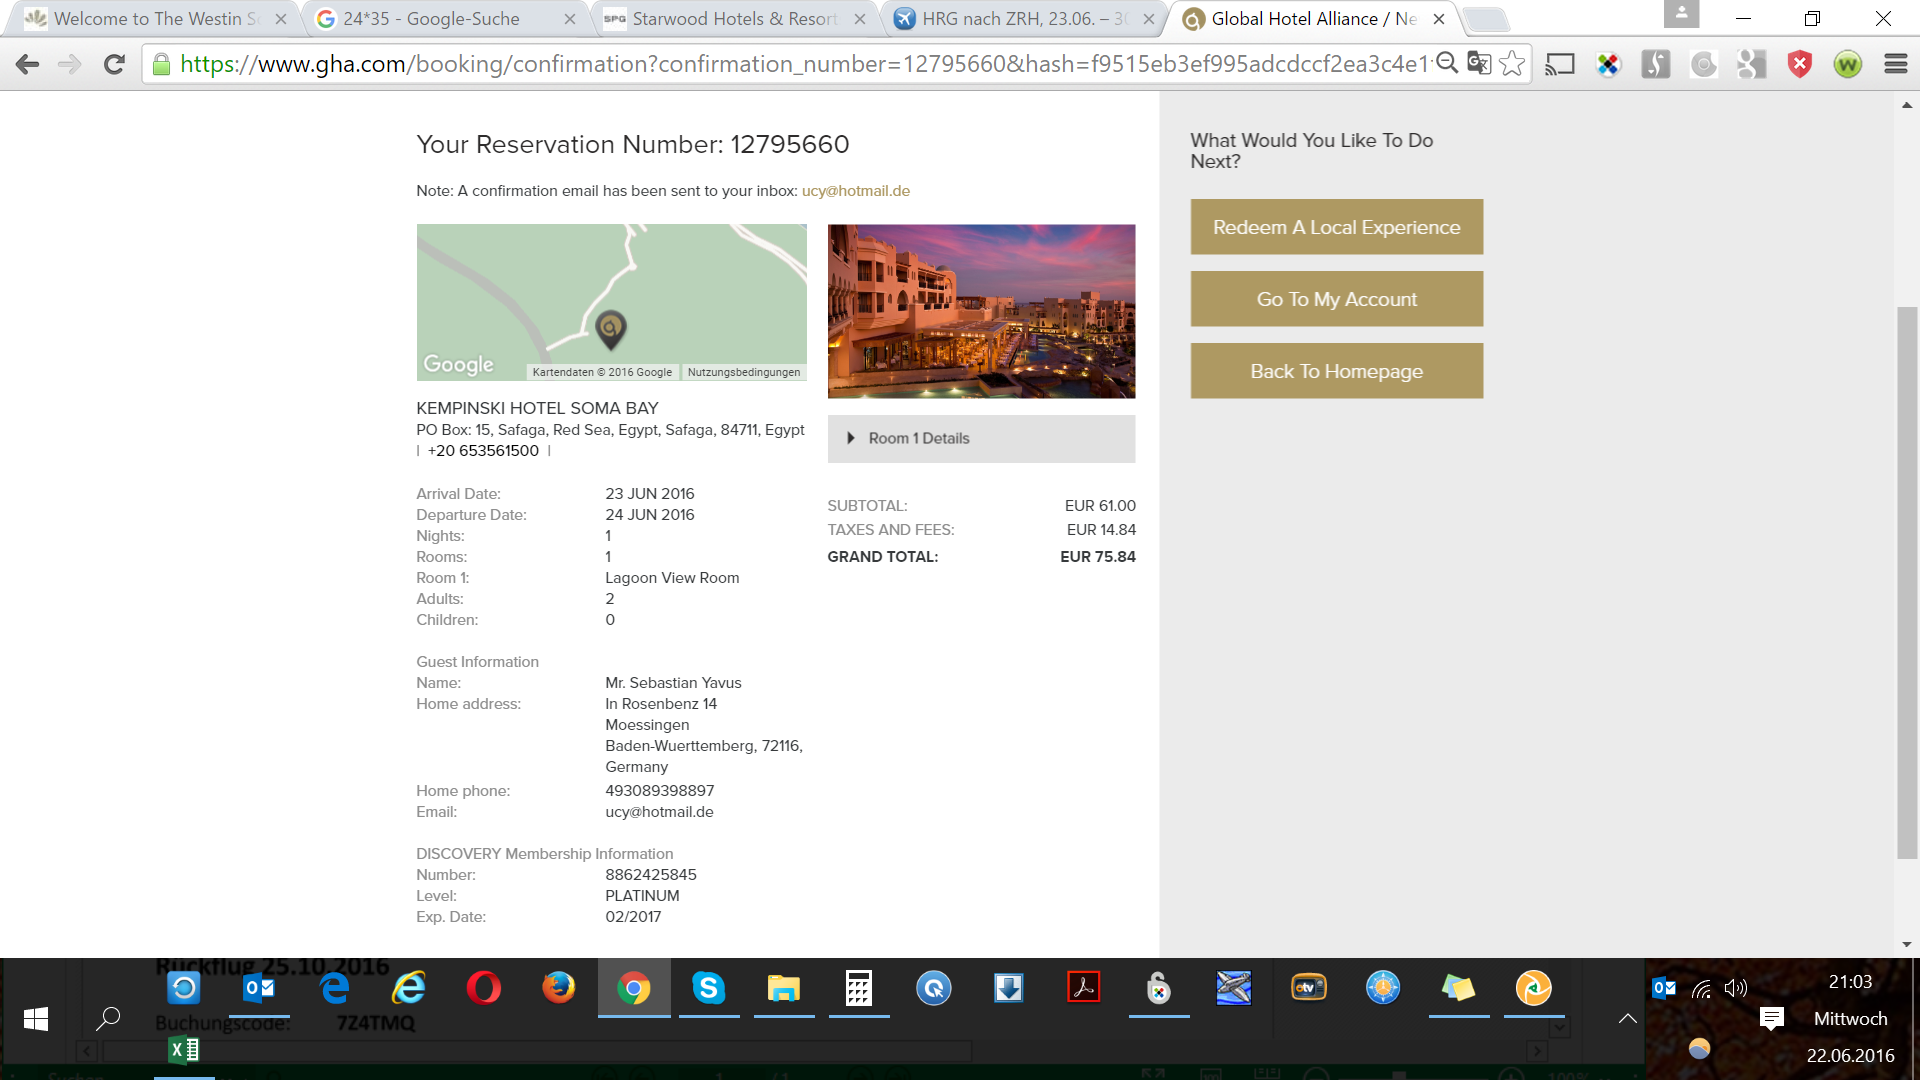 Welcome to The Westin S
24*35 - Google-Suche
SPG Starwood Hotels & Resort
HRG nach ZRH, 23.06. – 30
Global Hotel Alliance / Ne
https://www.gha.com/booking/confirmation?confirmation_number=12795660&hash=f9515eb3ef995adcdccf2ea3c4e1
Your Reservation Number: 12795660
Note: A confirmation email has been sent to your inbox: ucy@hotmail.de
Google
Kartendaten © 2016 Google
Nutzungsbedingungen
KEMPINSKI HOTEL SOMA BAY
PO Box: 15, Safaga, Red Sea, Egypt, Safaga, 84711, Egypt
| +20 653561500 |
Arrival Date: 23 JUN 2016
Departure Date: 24 JUN 2016
Nights: 1
Rooms: 1
Room 1: Lagoon View Room
Adults: 2
Children: 0
Guest Information
Name: Mr. Sebastian Yavus
Home address: In Rosenbenz 14
Moessingen
Baden-Wuerttemberg, 72116,
Germany
Home phone: 493089398897
Email: ucy@hotmail.de
DISCOVERY Membership Information
Number: 8862425845
Level: PLATINUM
Exp. Date: 02/2017
Room 1 Details
SUBTOTAL: EUR 61.00
TAXES AND FEES: EUR 14.84
GRAND TOTAL: EUR 75.84
What Would You Like To Do
Next?
Redeem A Local Experience
Go To My Account
Back To Homepage
Rückflug 25.10.2016
Buchungscode: 7Z4TMQ
otv
21:03
Mittwoch
22.06.2016